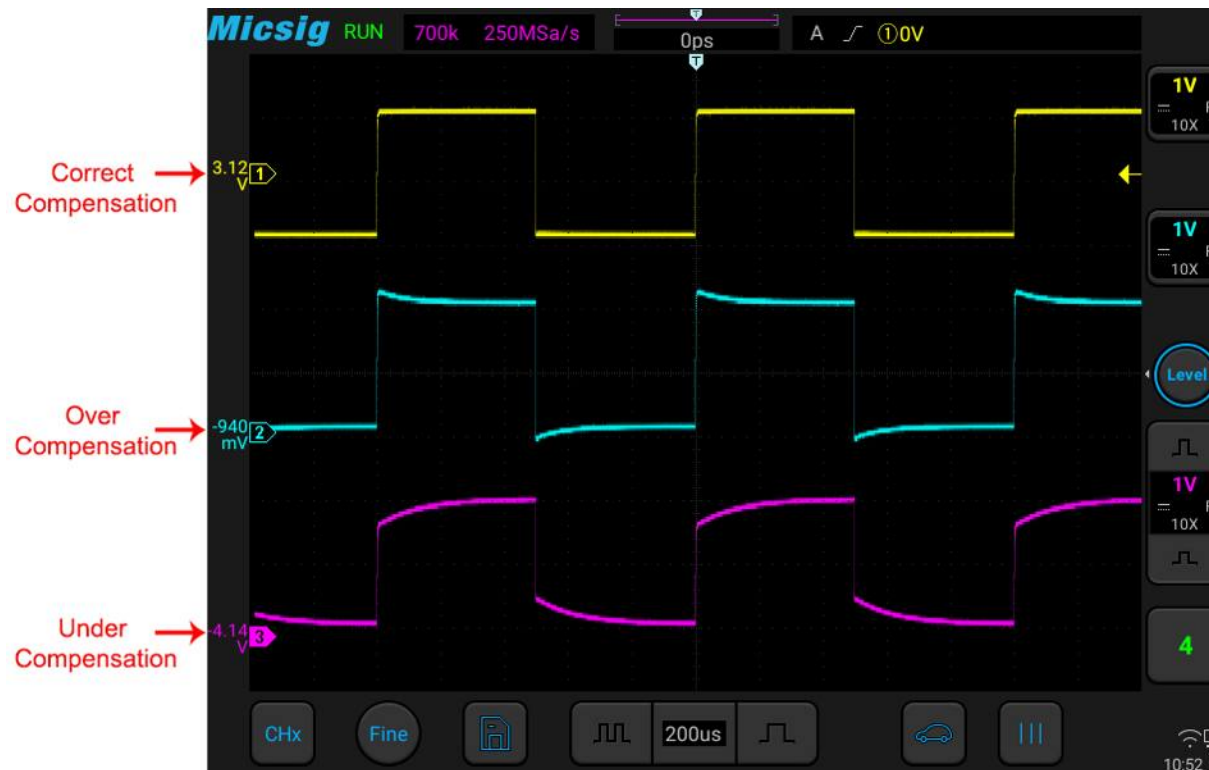 Micsig RUN 700k 250MSa/s 0ps A ①0V
T
T
1V
10X
Correct
Compensation
3.12
V
1
1V
10X
Level
Over
Compensation
-940
mV
2
1V
10X
Under
Compensation
-4.14
V
3
4
CHx Fine 200us
10:52